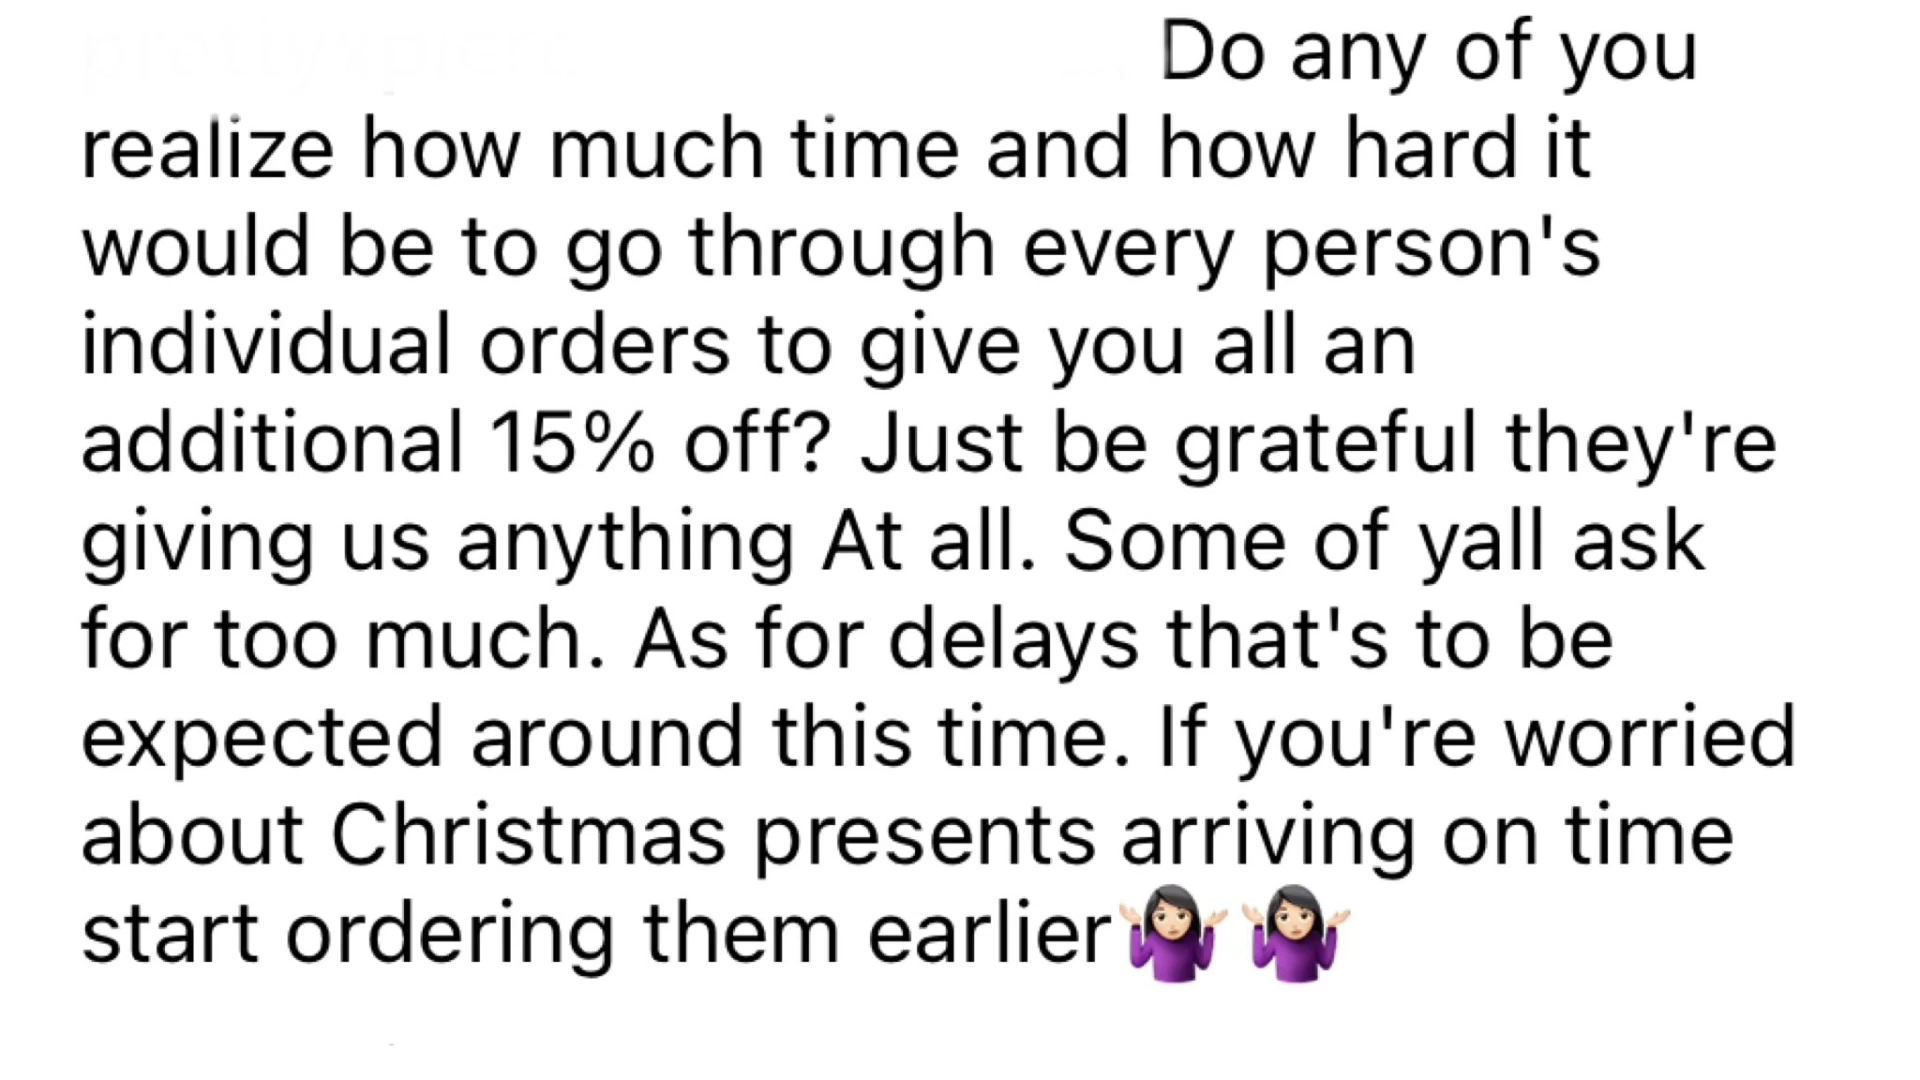 Do any of you
realize how much time and how hard it
would be to go through every person's
individual orders to give you all an
additional 15% off? Just be grateful they're
giving us anything At all. Some of yall ask
for too much. As for delays that's to be
expected around this time. If you're worried
about Christmas presents arriving on time
start ordering them earlier🤷🏻‍♀️🤷🏻‍♀️